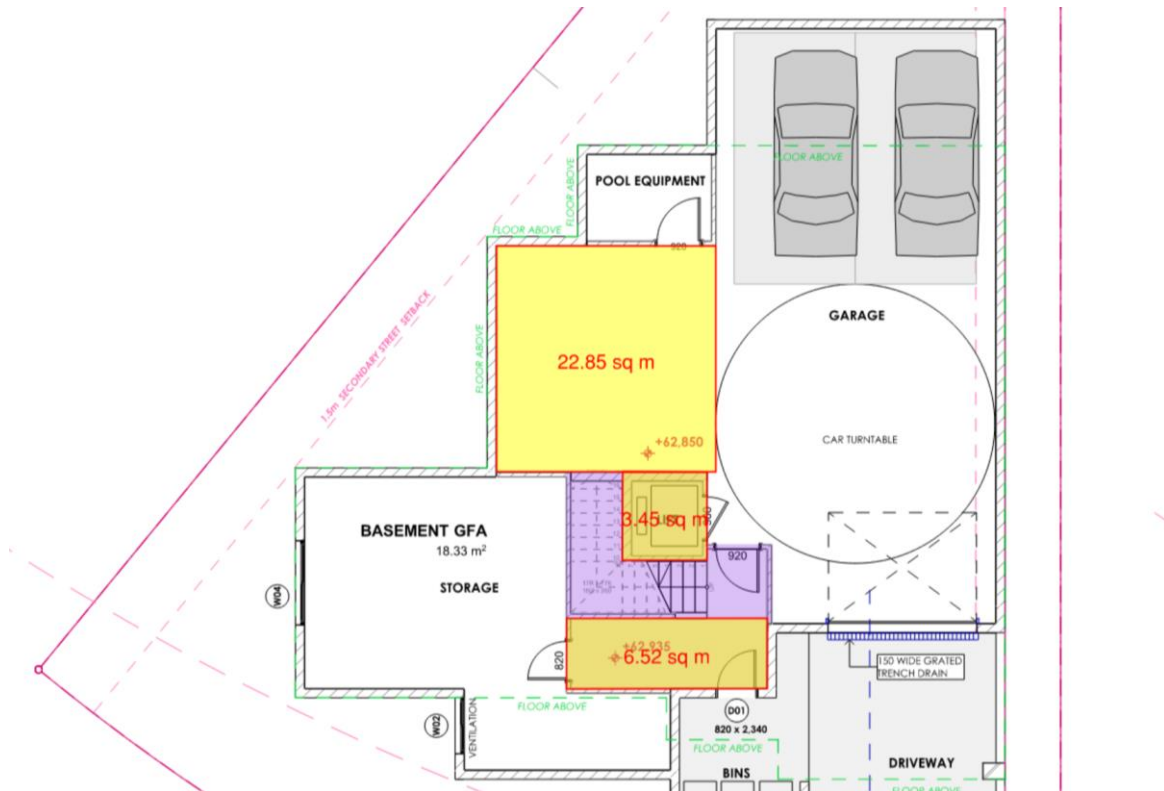 FLOOR ABOVE
POOL EQUIPMENT
FLOOR ABOVE
FLOOR ABOVE
920
1.5m SECONDARY STREET SETBACK
FLOOR ABOVE
GARAGE
22.85 sq m
+62,850
CAR TURNTABLE
3.45 sq m
900
BASEMENT GFA
18.33 m²
920
STORAGE
W04
+62,935
6.52 sq m
820
150 WIDE GRATED
TRENCH DRAIN
FLOOR ABOVE
W02
VENTILATION
D01
820 x 2,340
FLOOR ABOVE
DRIVEWAY
BINS
FLOOR ABOVE